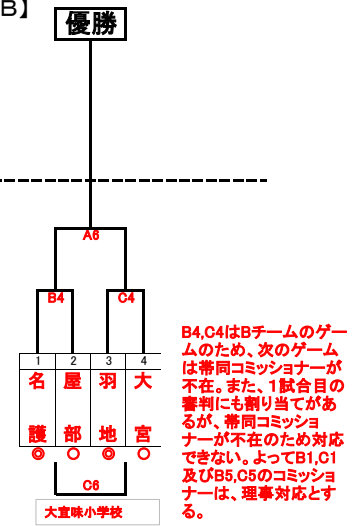 B】
優勝
A6
B4
C4
1 2 3 4
名護
屋部
羽地
大宮
◎ ○ ◎ ○
C6
大宜味小学校
B4,C4はBチームのゲー
ムのため、次のゲーム
は帯同コミッショナーが
不在。また、1試合目の
審判にも割り当てがあ
るが、帯同コミッショ
ナーが不在のため対応
できない。よってB1,C1
及びB5,C5のコミッショ
ナーは、理事対応とす
る。